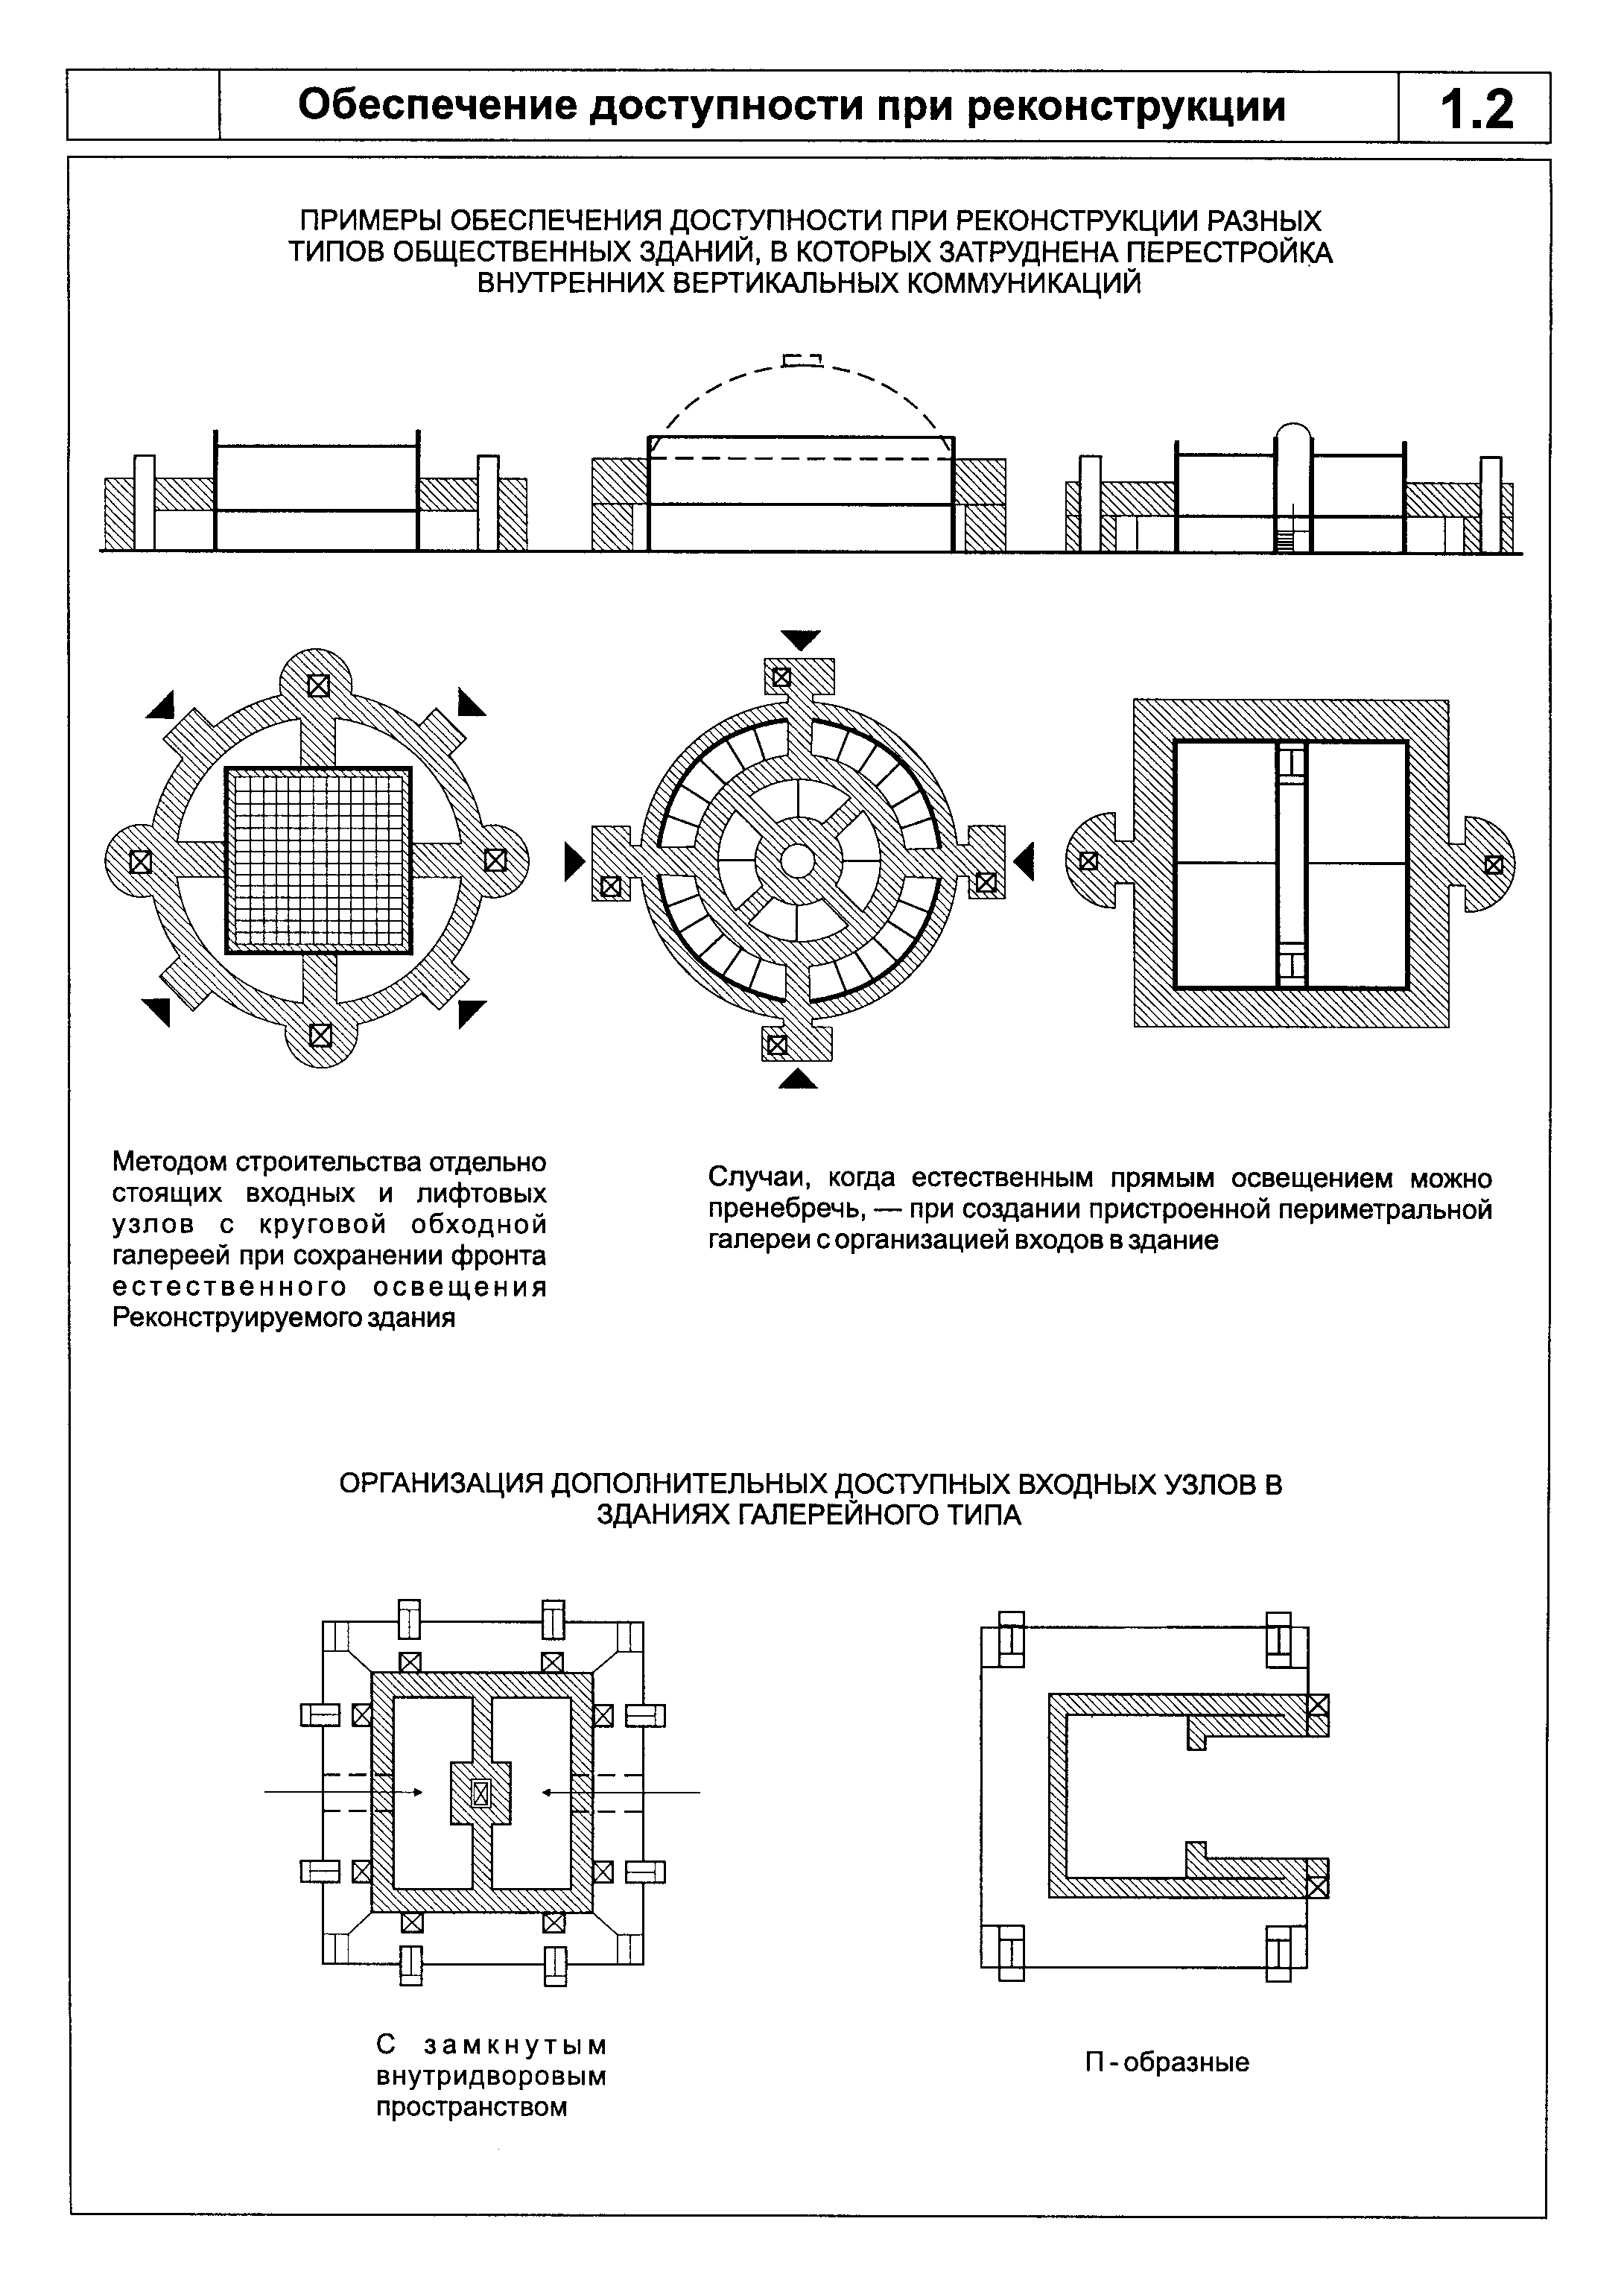 Обеспечение доступности при реконструкции
1.2
ПРИМЕРЫ ОБЕСПЕЧЕНИЯ ДОСТУПНОСТИ ПРИ РЕКОНСТРУКЦИИ РАЗНЫХ
ТИПОВ ОБЩЕСТВЕННЫХ ЗДАНИЙ, В КОТОРЫХ ЗАТРУДНЕНА ПЕРЕСТРОЙКА
ВНУТРЕННИХ ВЕРТИКАЛЬНЫХ КОММУНИКАЦИЙ
Методом строительства отдельно
стоящих входных и лифтовых
узлов с круговой обходной
галереей при сохранении фронта
естественного освещения
Реконструируемого здания
Случаи, когда естественным прямым освещением можно
пренебречь, — при создании пристроенной периметральной
галереи с организацией входов в здание
ОРГАНИЗАЦИЯ ДОПОЛНИТЕЛЬНЫХ ДОСТУПНЫХ ВХОДНЫХ УЗЛОВ В
ЗДАНИЯХ ГАЛЕРЕЙНОГО ТИПА
С замкнутым
внутридворовым
пространством
П - образные